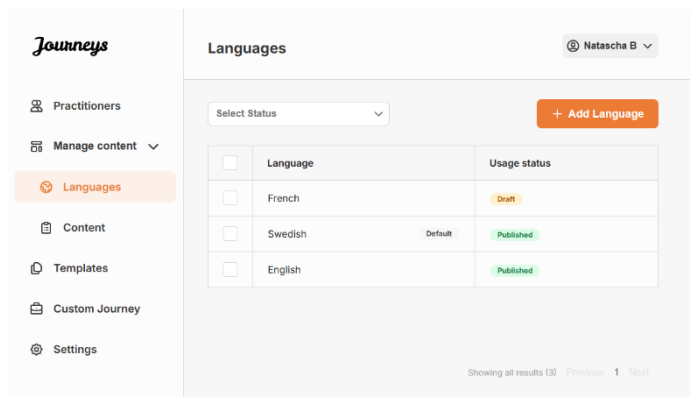 Journeys
Languages
Natascha B
Practitioners
Manage content
Languages
Content
Templates
Custom Journey
Settings
Select Status
+ Add Language
Language Usage status
French Draft
Swedish Default Published
English Published
Showing all results (3) Previous 1 Next